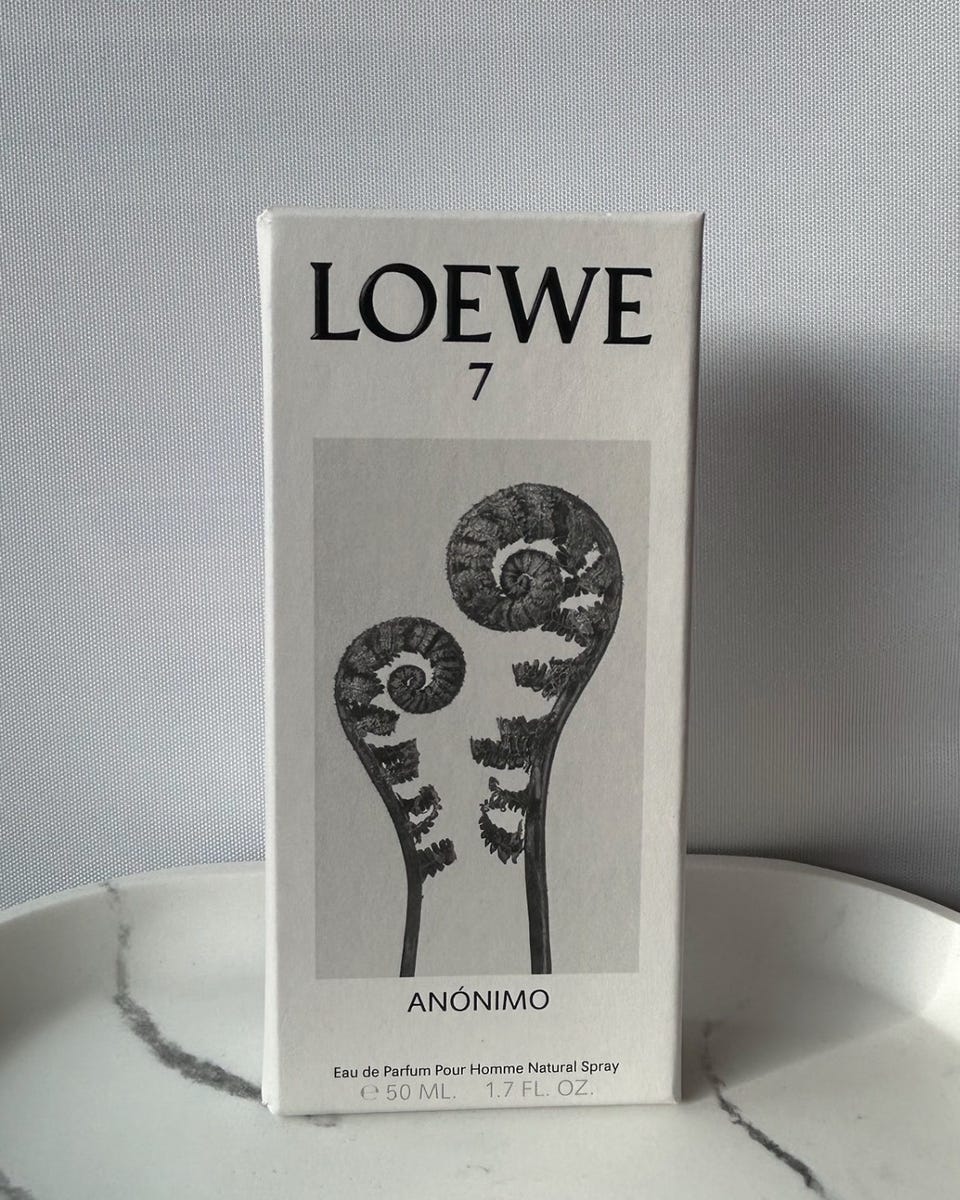 LOEWE
7
ANÓNIMO
Eau de Parfum Pour Homme Natural Spray
℮ 50 ML. 1.7 FL. OZ.